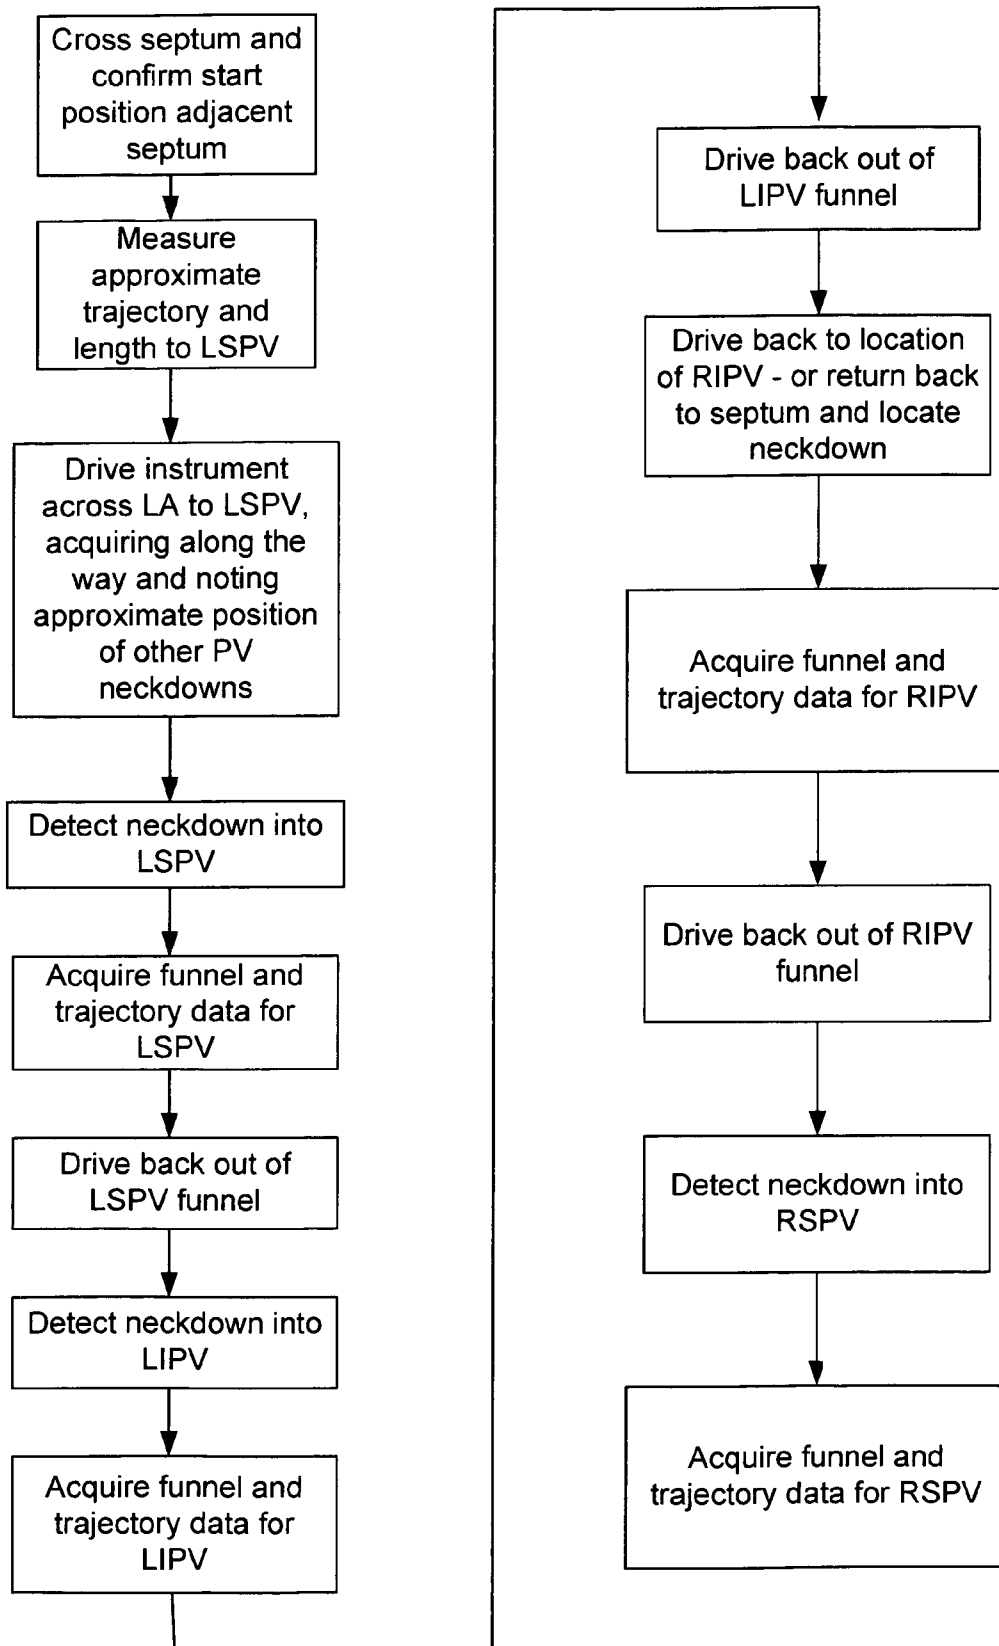 Cross septum and
confirm start
position adjacent
septum
Measure
approximate
trajectory and
length to LSPV
Drive instrument
across LA to LSPV,
acquiring along the
way and noting
approximate position
of other PV
neckdowns
Detect neckdown into
LSPV
Acquire funnel and
trajectory data for
LSPV
Drive back out of
LSPV funnel
Detect neckdown into
LIPV
Acquire funnel and
trajectory data for
LIPV
Drive back out of
LIPV funnel
Drive back to location
of RIPV - or return back
to septum and locate
neckdown
Acquire funnel and
trajectory data for RIPV
Drive back out of RIPV
funnel
Detect neckdown into
RSPV
Acquire funnel and
trajectory data for RSPV